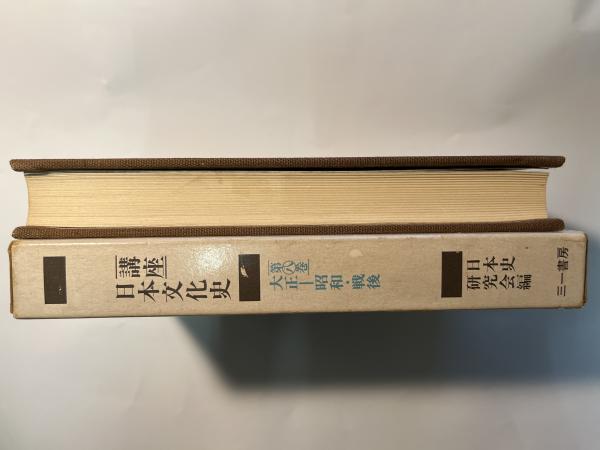 講座
日本文化史
第八巻
大正―昭和・戦後
日本史
研究会編
三一書房